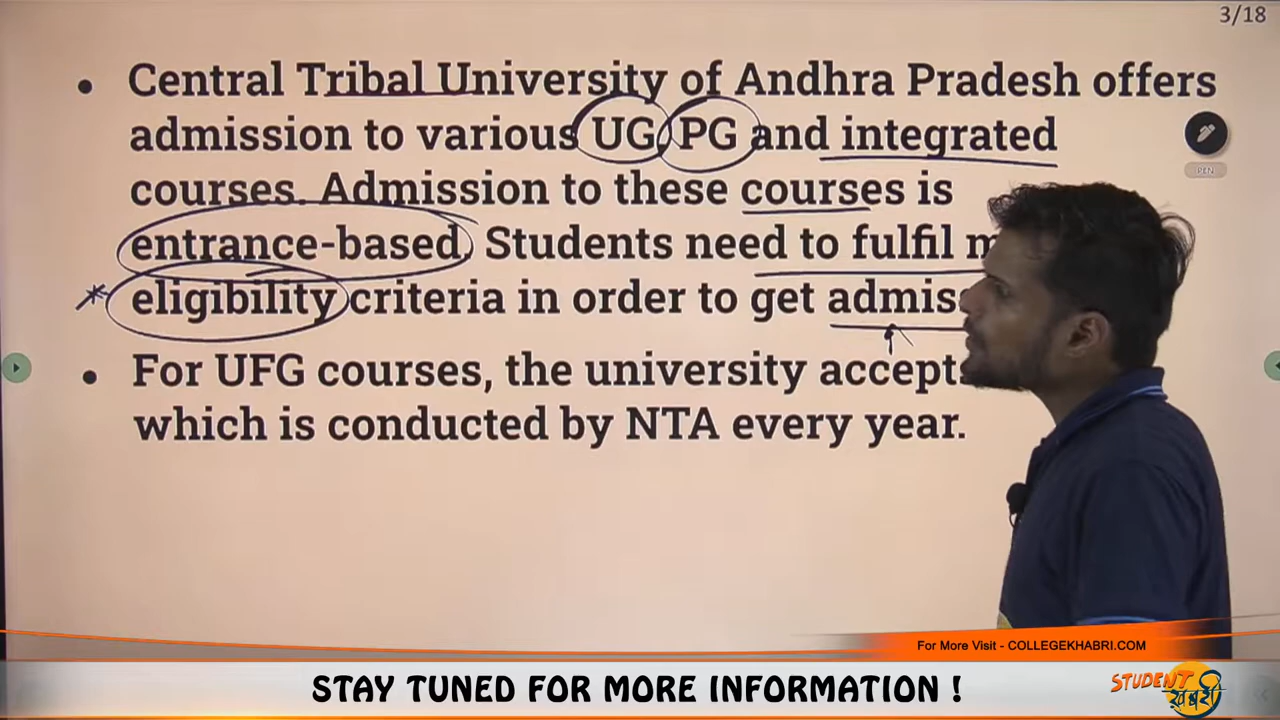 3/18
• Central Tribal University of Andhra Pradesh offers
admission to various UG, PG and integrated
courses. Admission to these courses is
entrance-based. Students need to fulfil
eligibility criteria in order to get
• For UFG courses, the university
which is conducted by NTA every year.
PEN
For More Visit - COLLEGEKHABRI.COM
STAY TUNED FOR MORE INFORMATION !
STUDENT
खबरी